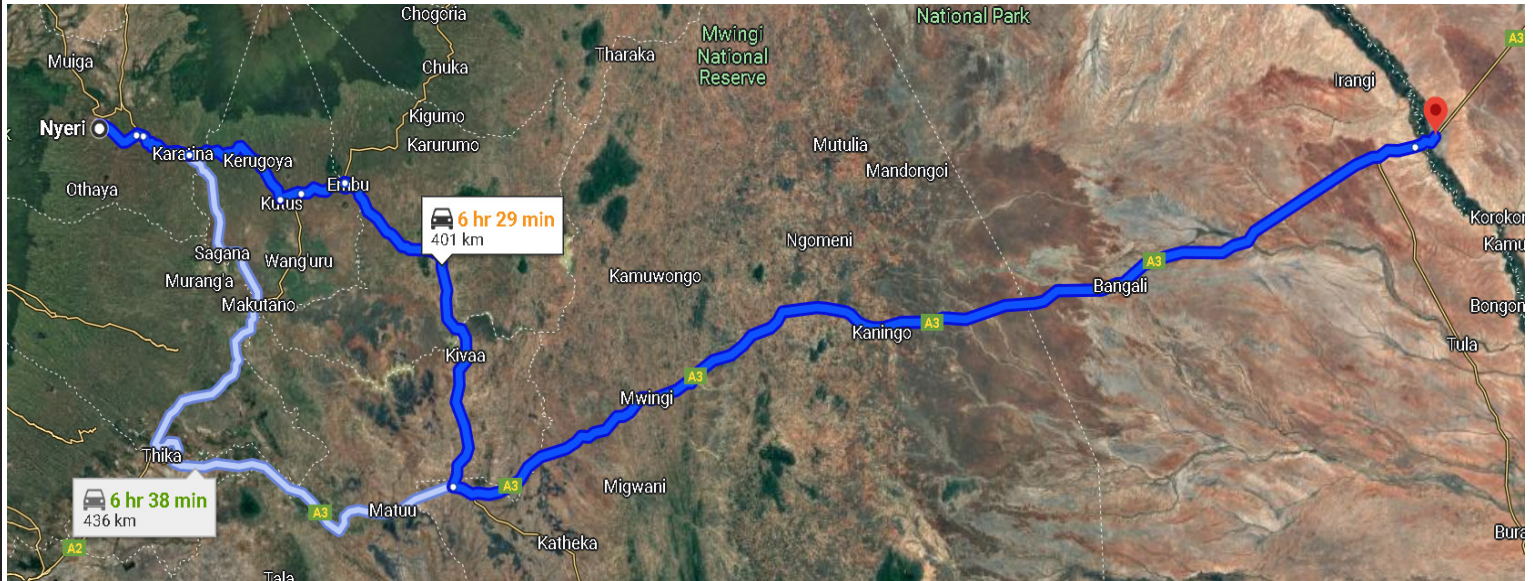 Chogoria
National Park
A3
Muiga
Mwingi
National
Reserve
Tharaka
Chuka
Irangi
Nyeri
Kigumo
Karatina
Kerugoya
Karurumo
Mutulia
Mandongoi
Othaya
Kutus
Embu
6 hr 29 min
401 km
Korokor
Kamu
Sagana
Wang'uru
Ngomeni
A3
Murang'a
Makutano
Kamuwongo
Bangali
Bongon
Kaningo
A3
Tula
Kivaa
A3
Mwingi
Thika
6 hr 38 min
436 km
A3
Matuu
A3
Migwani
A2
Katheka
Bura
Tala